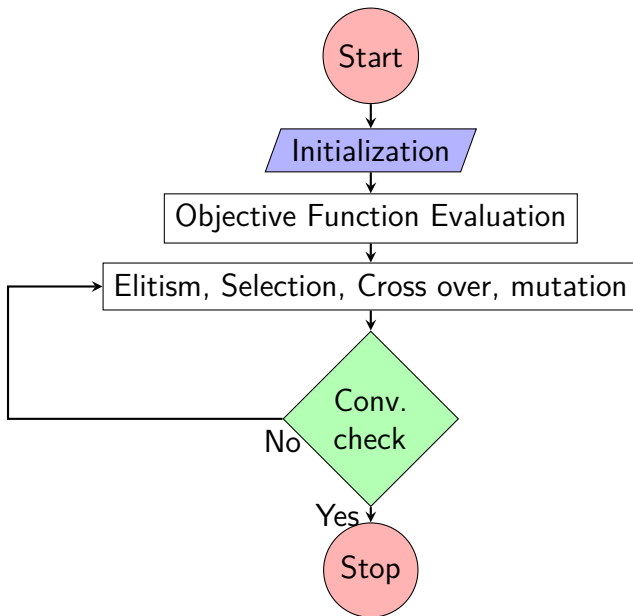 Start
Initialization
Objective Function Evaluation
Elitism, Selection, Cross over, mutation
Conv.
check
No
Yes
Stop